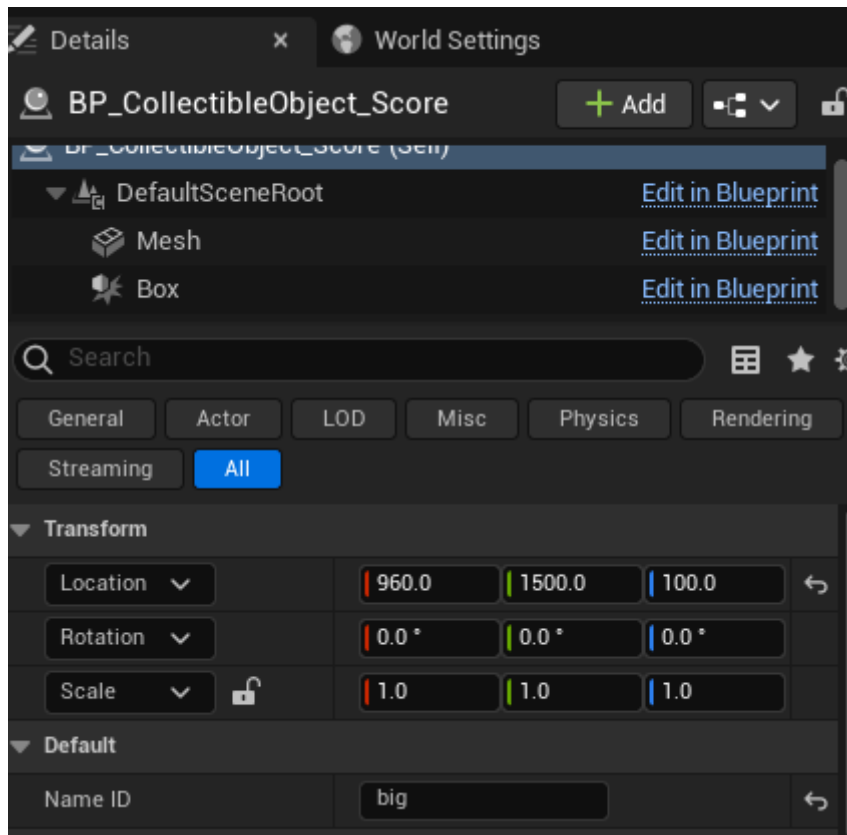 Details World Settings
BP_CollectibleObject_Score Add
BP_CollectibleObject_Score (Self)
DefaultSceneRoot Edit in Blueprint
Mesh Edit in Blueprint
Box Edit in Blueprint
Search
General Actor LOD Misc Physics Rendering
Streaming All
Transform
Location 960.0 1500.0 100.0
Rotation 0.0 ° 0.0 ° 0.0 °
Scale 1.0 1.0 1.0
Default
Name ID big